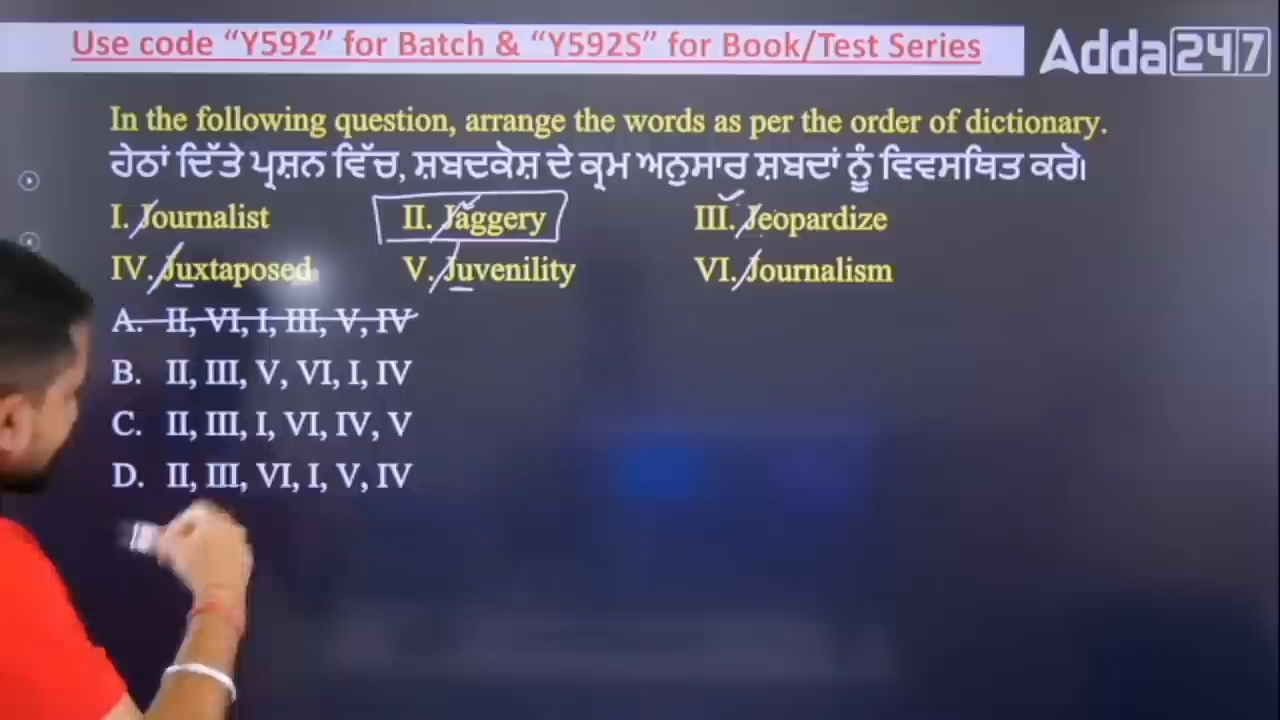 Use code “Y592” for Batch & “Y592S” for Book/Test Series
Adda247
In the following question, arrange the words as per the order of dictionary.
ਹੇਠਾਂ ਦਿੱਤੇ ਪ੍ਰਸ਼ਨ ਵਿੱਚ, ਸ਼ਬਦਕੋਸ਼ ਦੇ ਕ੍ਰਮ ਅਨੁਸਾਰ ਸ਼ਬਦਾਂ ਨੂੰ ਵਿਵਸਥਿਤ ਕਰੋ।
I. Journalist II. Jaggery III. Jeopardize
IV. Juxtaposed V. Juvenility VI. Journalism
A. II, VI, I, III, V, IV
B. II, III, V, VI, I, IV
C. II, III, I, VI, IV, V
D. II, III, VI, I, V, IV